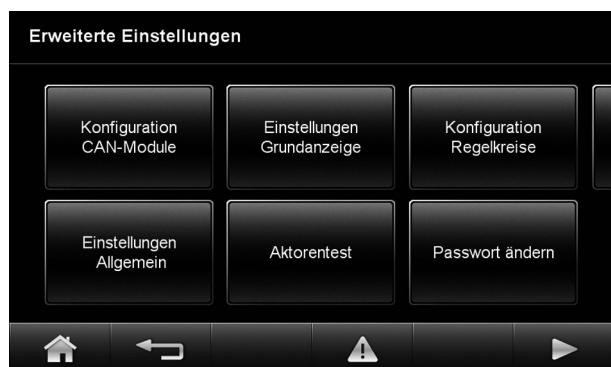 Erweiterte Einstellungen
Konfiguration
CAN-Module
Einstellungen
Grundanzeige
Konfiguration
Regelkreise
Einstellungen
Allgemein
Aktorentest
Passwort ändern